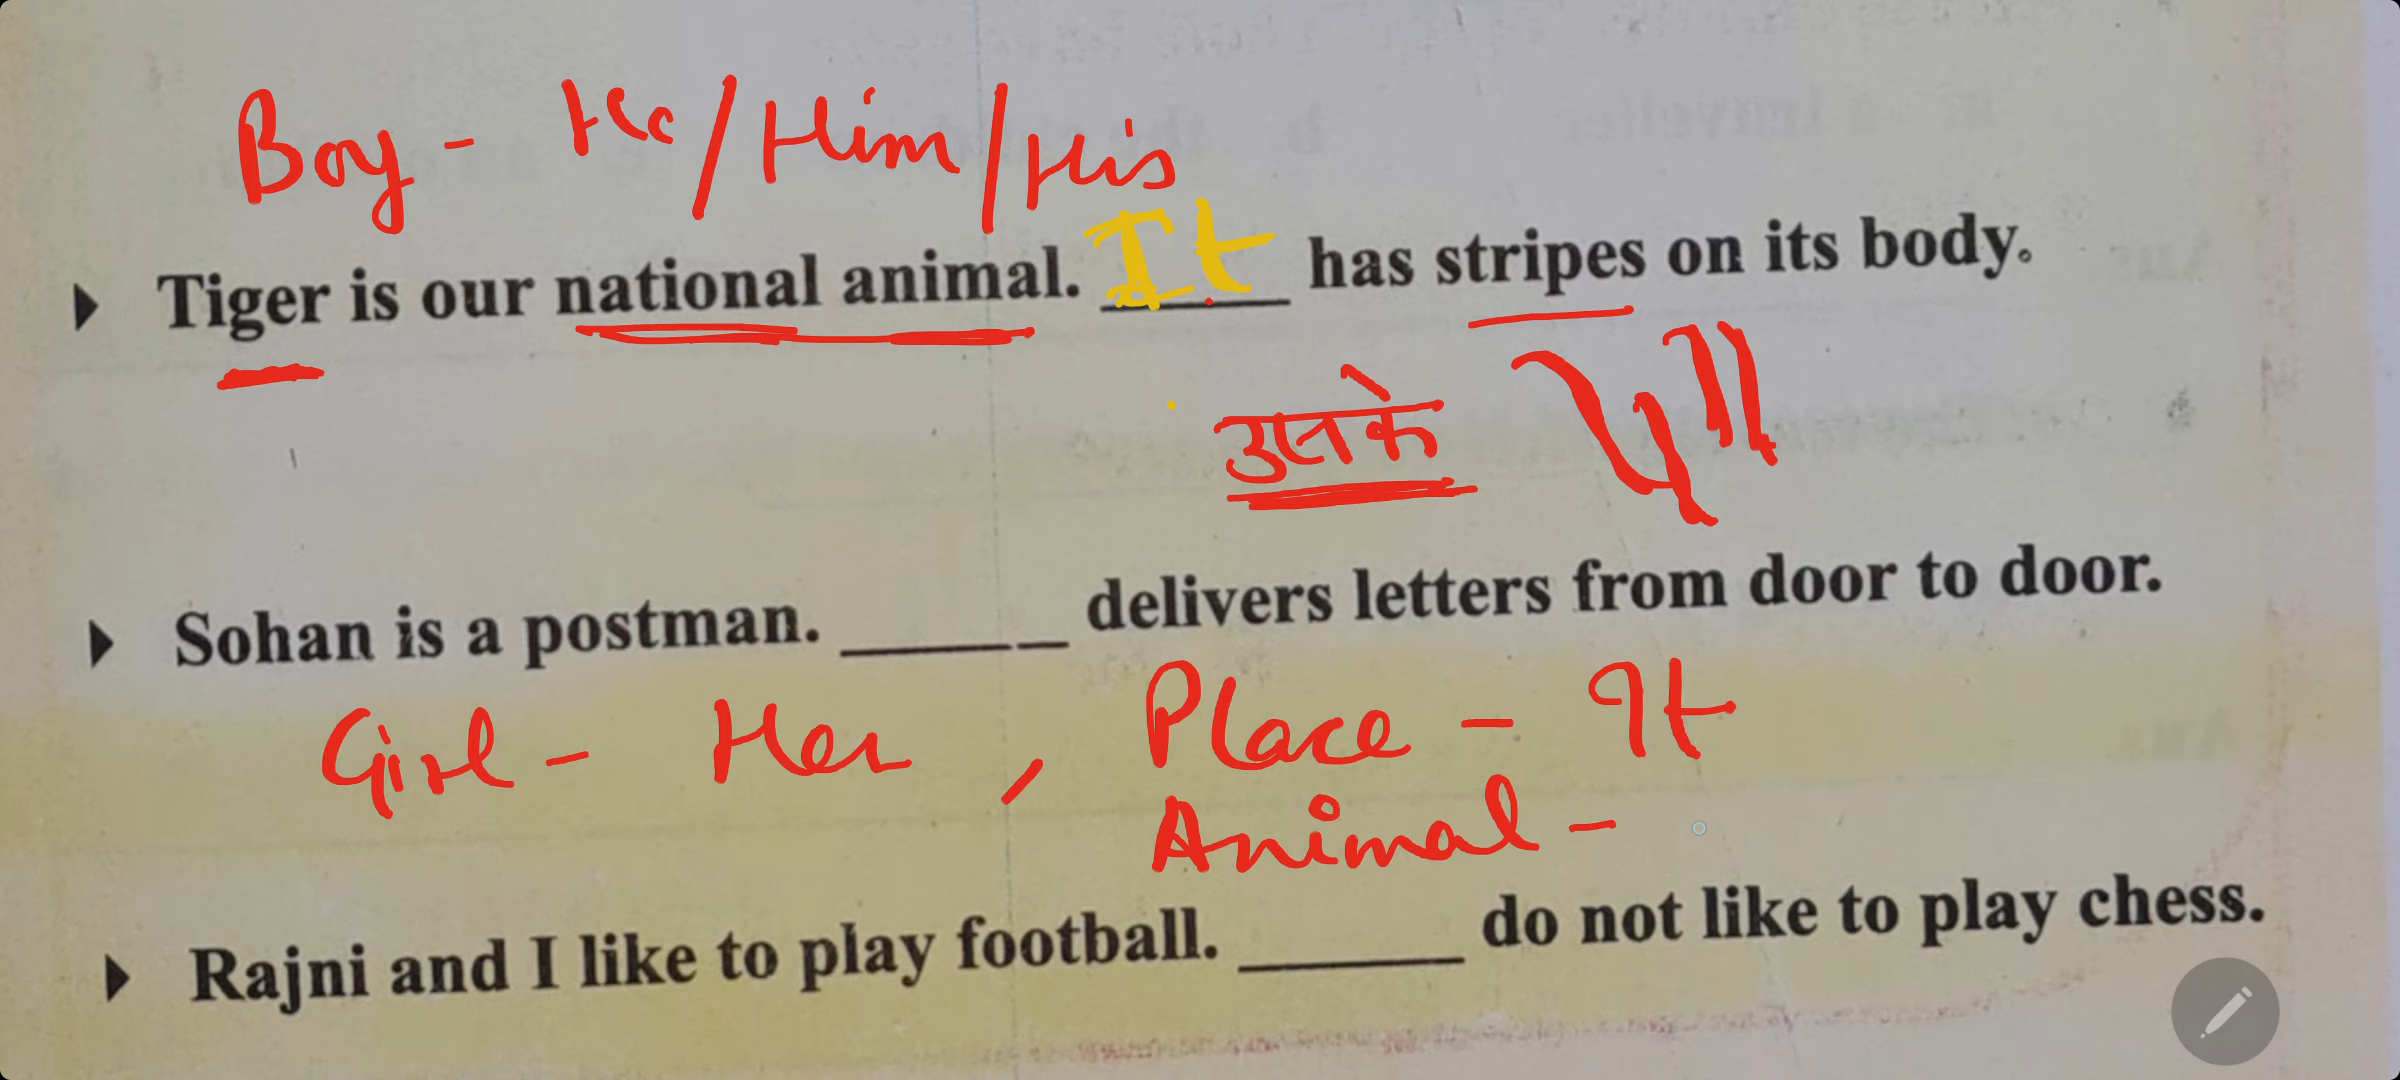 Boy - He/Him/His
▶ Tiger is our national animal. It has stripes on its body.
उसके
▶ Sohan is a postman. ______ delivers letters from door to door.
Girl - Her , Place - It
Animal -
▶ Rajni and I like to play football. ______ do not like to play chess.